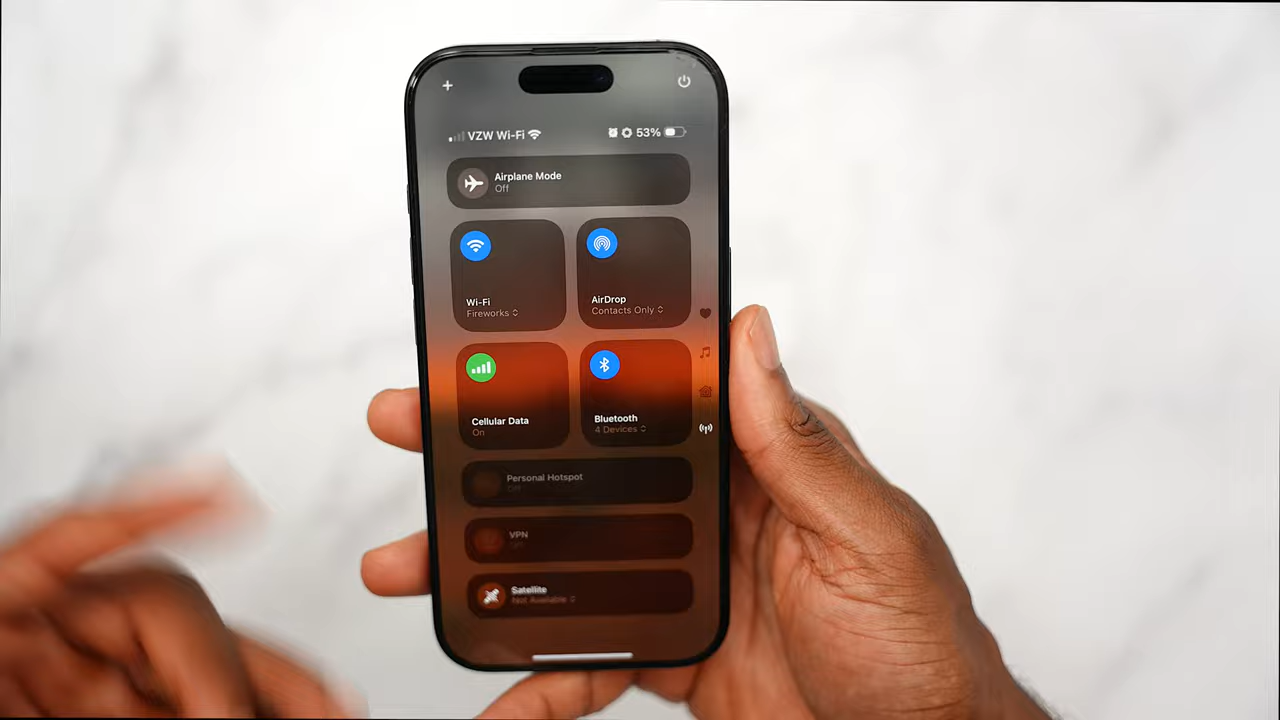 VZW Wi-Fi 53%
Airplane Mode
Off
Wi-Fi
Fireworks
AirDrop
Contacts Only
Cellular Data
On
Bluetooth
4 Devices
Personal Hotspot
Off
VPN
Satellite
Not Available